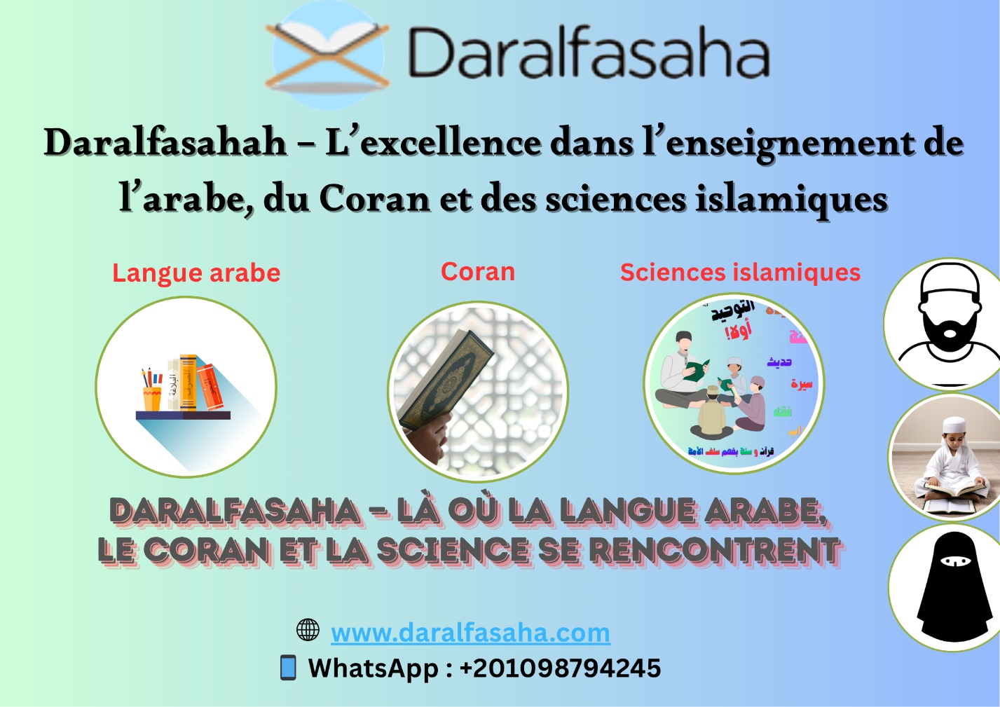 Daralfasaha
Daralfasahah – L’excellence dans l’enseignement de
l’arabe, du Coran et des sciences islamiques
Langue arabe
Coran
Sciences islamiques
البلاغة
الصرف
التوحيد
أولا!
حديث
سيرة
فقه
قرآن و سنة بفهم سلف الأمة
DARALFASAHA – LÀ OÙ LA LANGUE ARABE,
LE CORAN ET LA SCIENCE SE RENCONTRENT
www.daralfasaha.com
WhatsApp : +201098794245